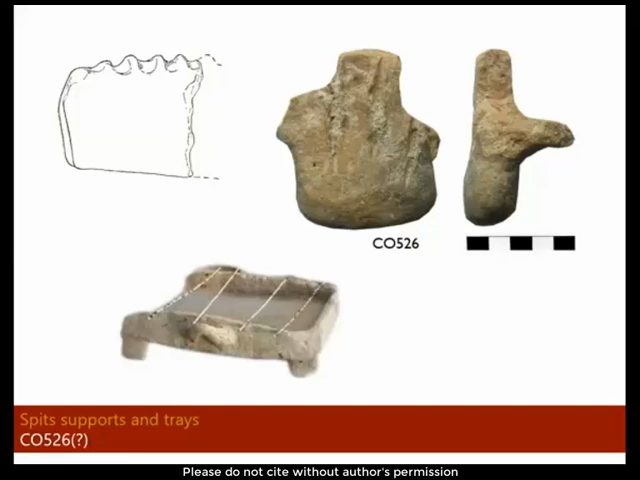 CO526
Spits supports and trays
CO526(?)
Please do not cite without author's permission